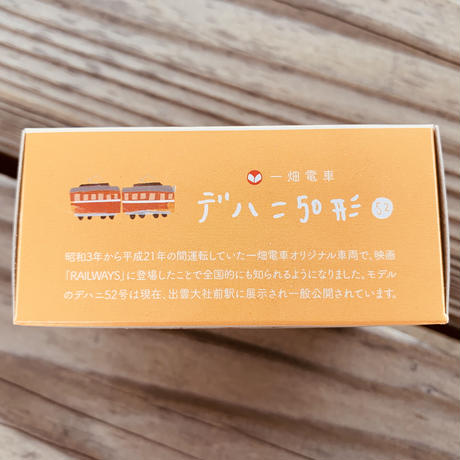 一畑電車
デハニ50形 52
昭和3年から平成21年の間運転していた一畑電車オリジナル車両で、映画
「RAILWAYS」に登場したことで全国的にも知られるようになりました。モデル
のデハニ52号は現在、出雲大社前駅に展示され一般公開されています。